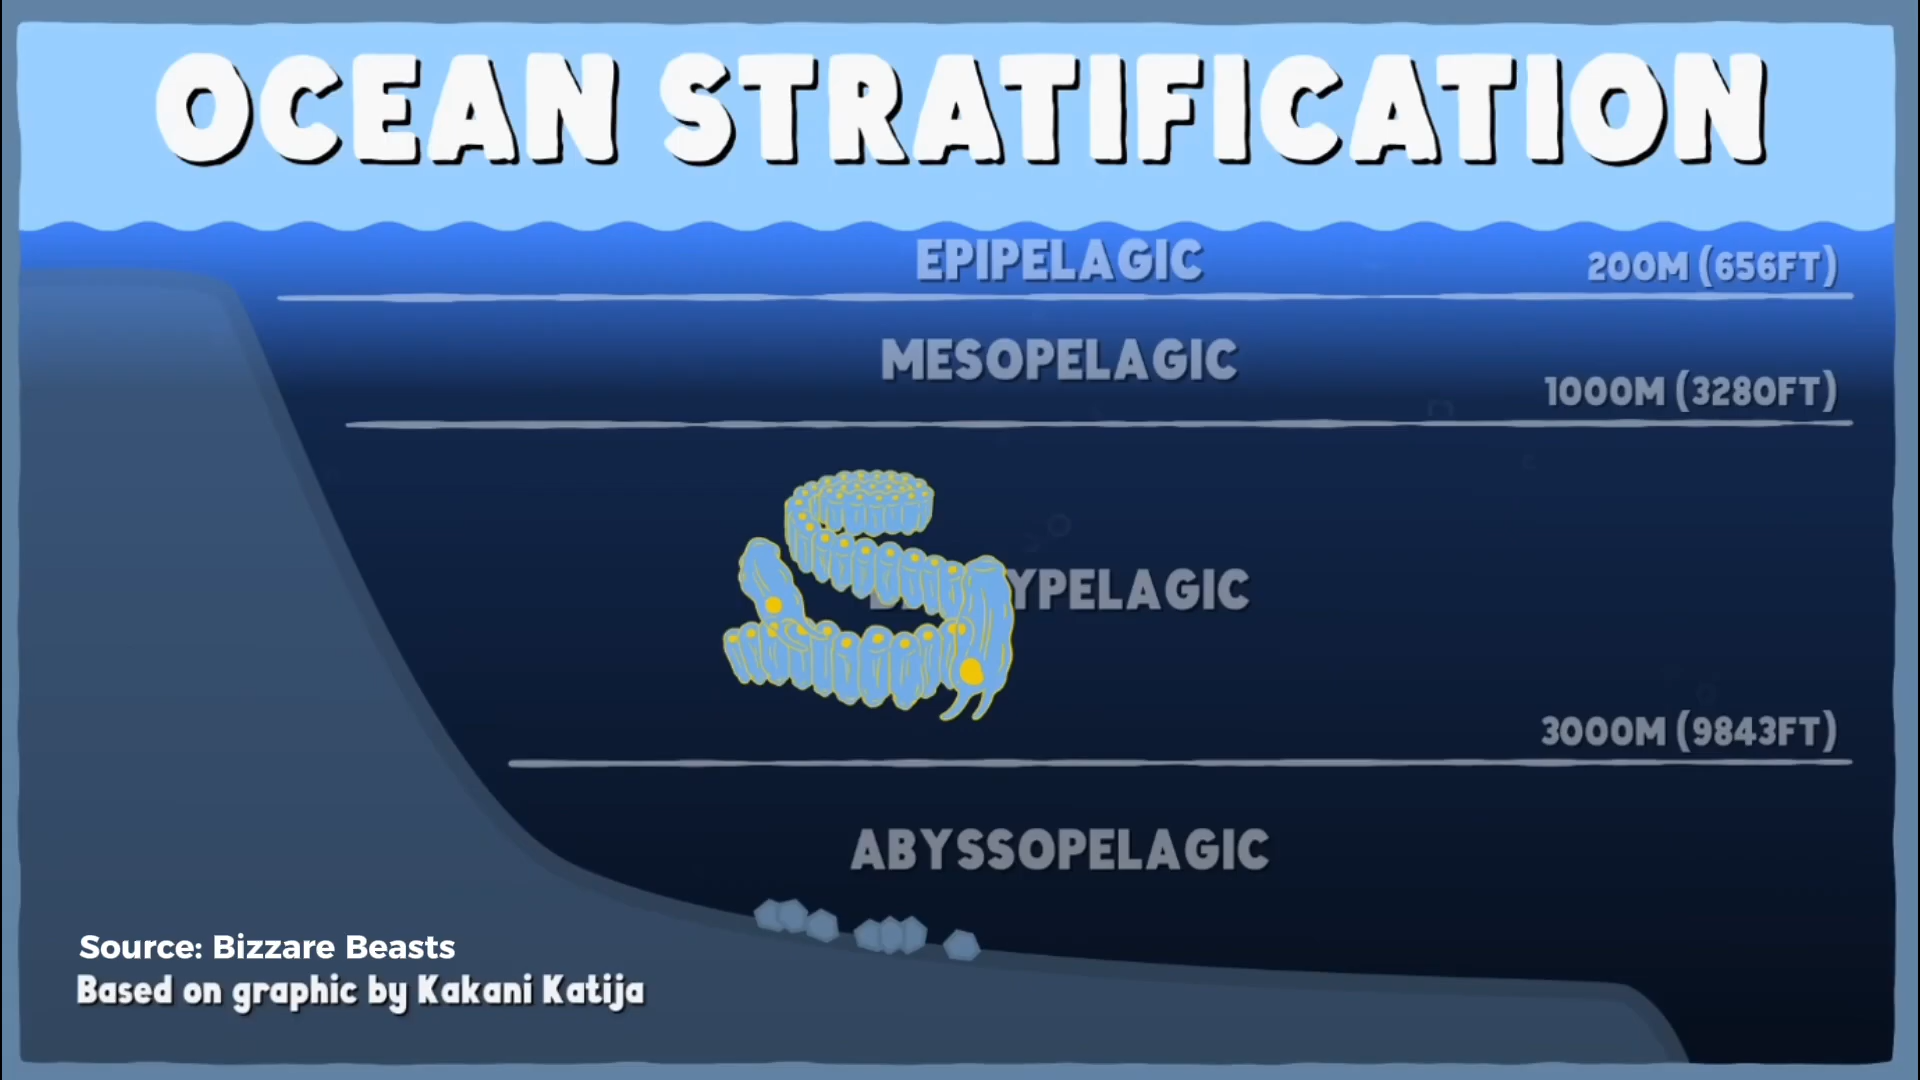 OCEAN STRATIFICATION
EPIPELAGIC
200M (656FT)
MESOPELAGIC
1000M (3280FT)
YPELAGIC
3000M (9843FT)
ABYSSOPELAGIC
Source: Bizzare Beasts
Based on graphic by Kakani Katija